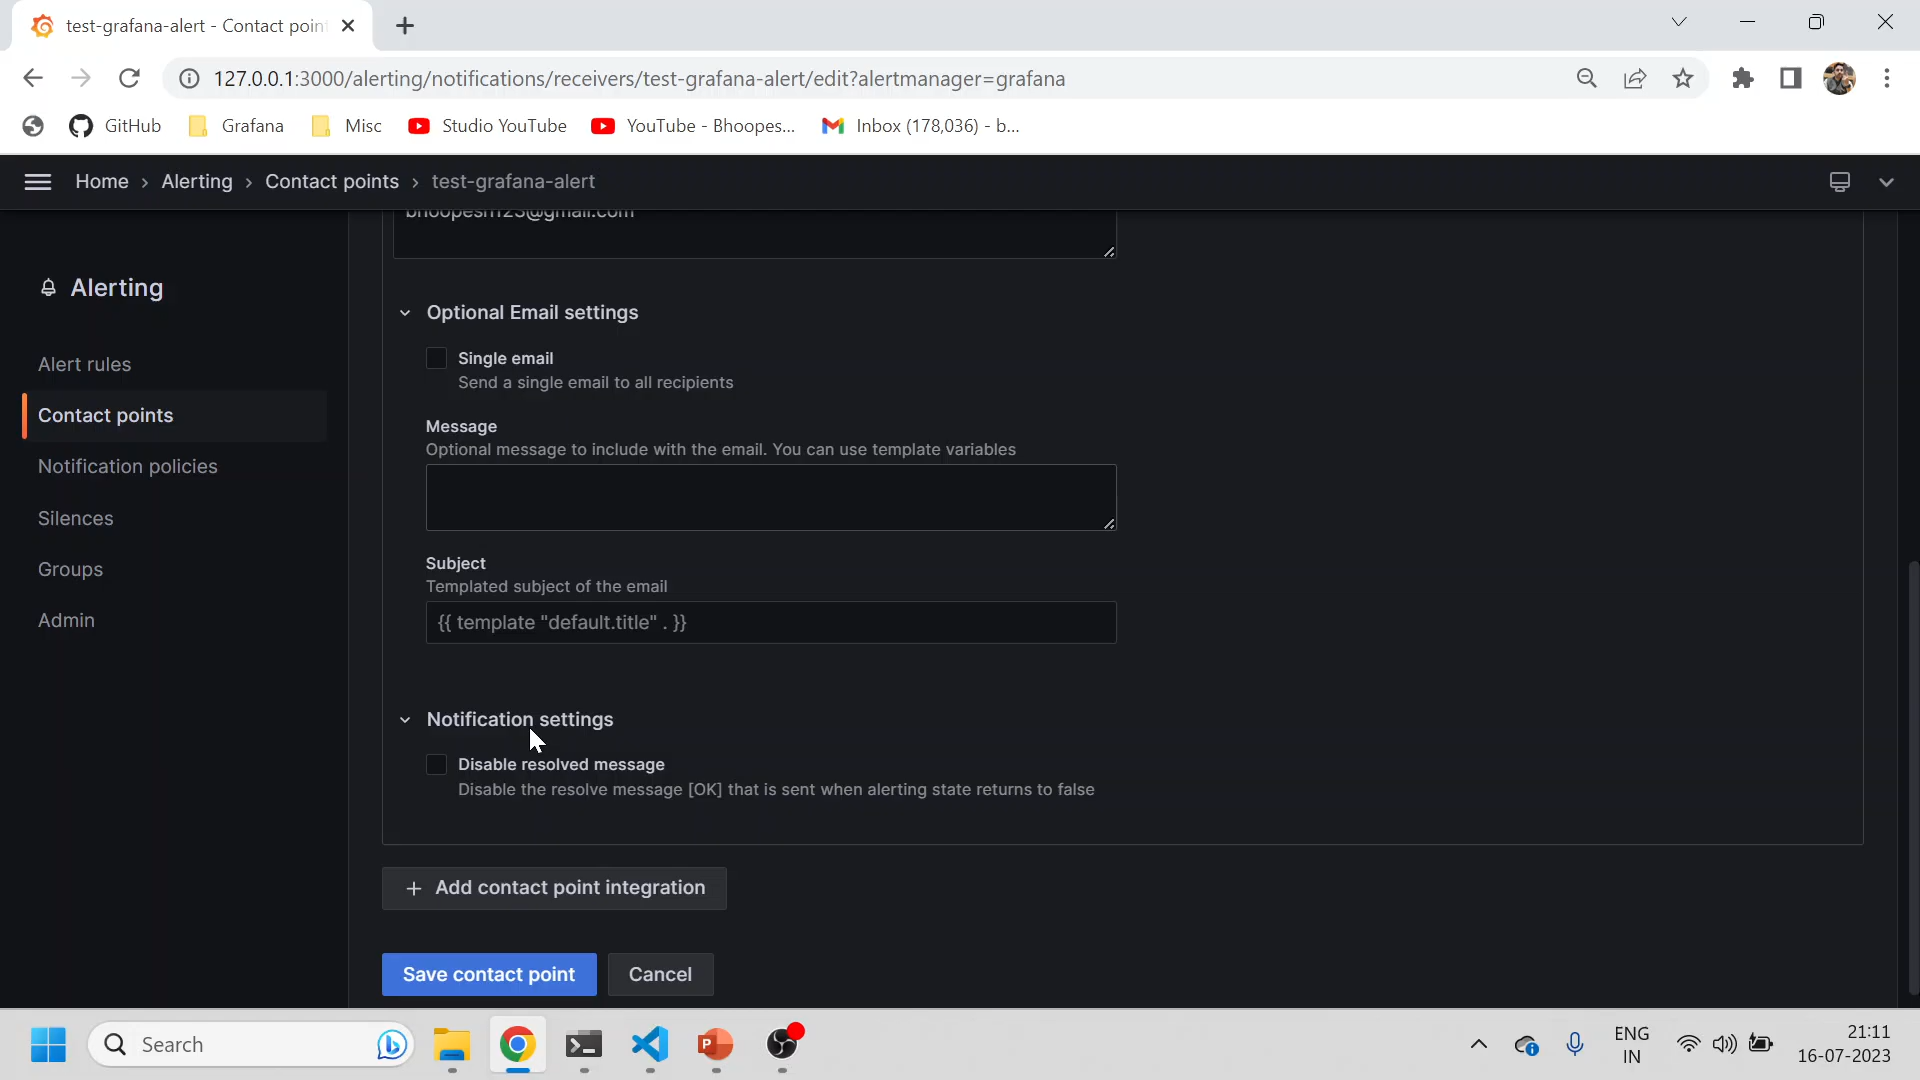 test-grafana-alert - Contact poin
127.0.0.1:3000/alerting/notifications/receivers/test-grafana-alert/edit?alertmanager=grafana
GitHub Grafana Misc Studio YouTube YouTube - Bhoopes... Inbox (178,036) - b...
Home › Alerting › Contact points › test-grafana-alert
Alerting
Alert rules
Contact points
Notification policies
Silences
Groups
Admin
Optional Email settings
Single email
Send a single email to all recipients
Message
Optional message to include with the email. You can use template variables
Subject
Templated subject of the email
{{ template "default.title" . }}
Notification settings
Disable resolved message
Disable the resolve message [OK] that is sent when alerting state returns to false
+ Add contact point integration
Save contact point Cancel
Search
ENG
IN
21:11
16-07-2023